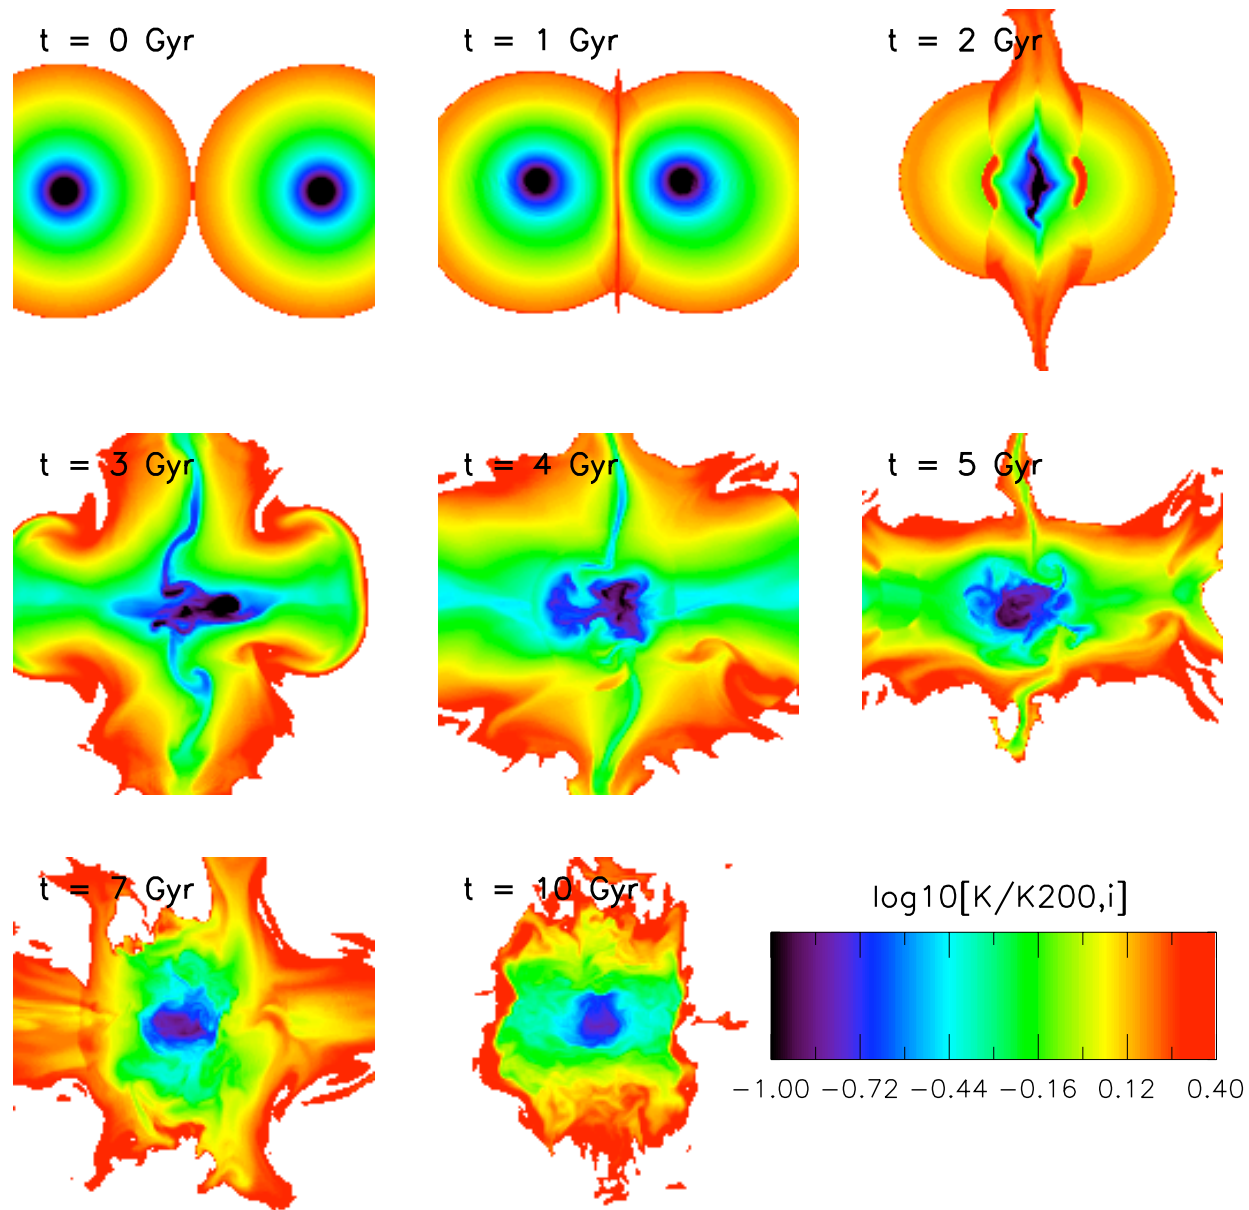 t = 0 Gyr
t = 1 Gyr
t = 2 Gyr
t = 3 Gyr
t = 4 Gyr
t = 5 Gyr
t = 7 Gyr
t = 10 Gyr
log10[K/K200,i]
−1.00 −0.72 −0.44 −0.16 0.12 0.40